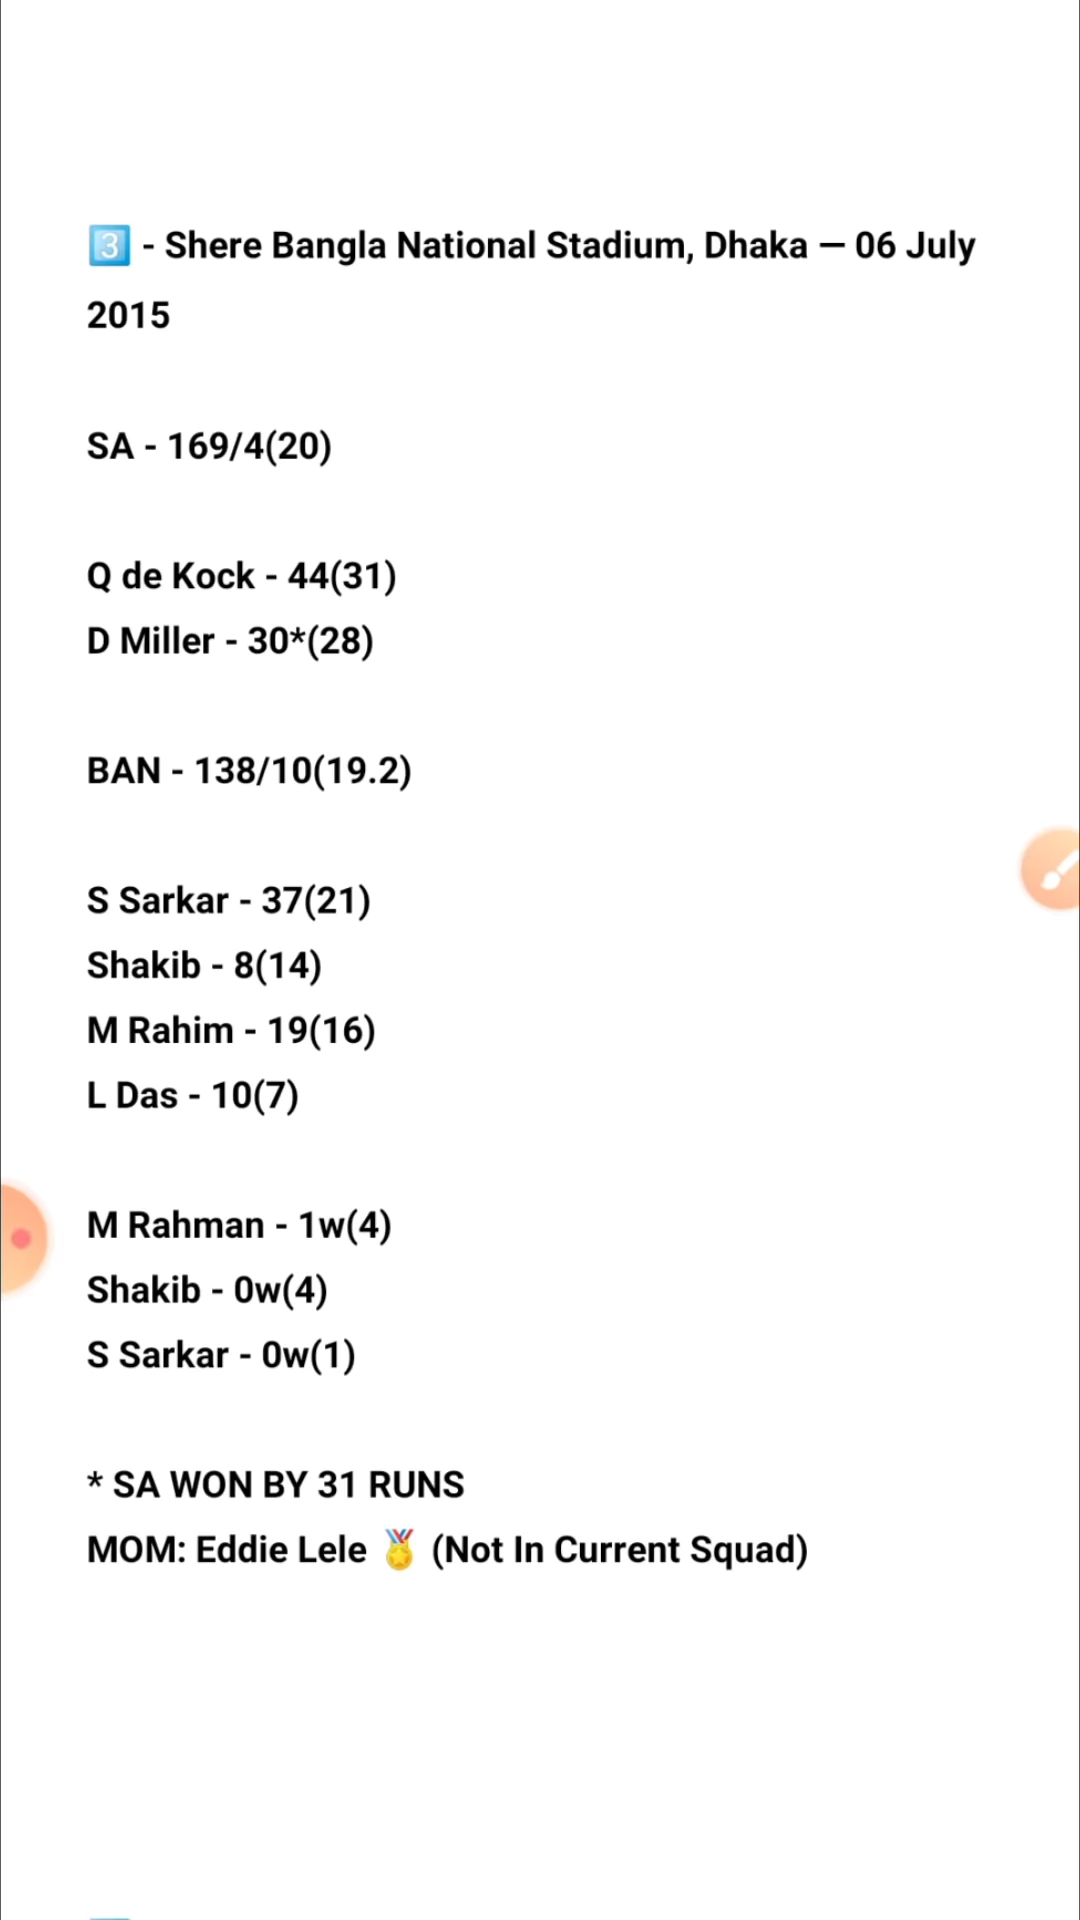 3️⃣ - Shere Bangla National Stadium, Dhaka — 06 July
2015
SA - 169/4(20)
Q de Kock - 44(31)
D Miller - 30*(28)
BAN - 138/10(19.2)
S Sarkar - 37(21)
Shakib - 8(14)
M Rahim - 19(16)
L Das - 10(7)
M Rahman - 1w(4)
Shakib - 0w(4)
S Sarkar - 0w(1)
* SA WON BY 31 RUNS
MOM: Eddie Lele 🏅 (Not In Current Squad)